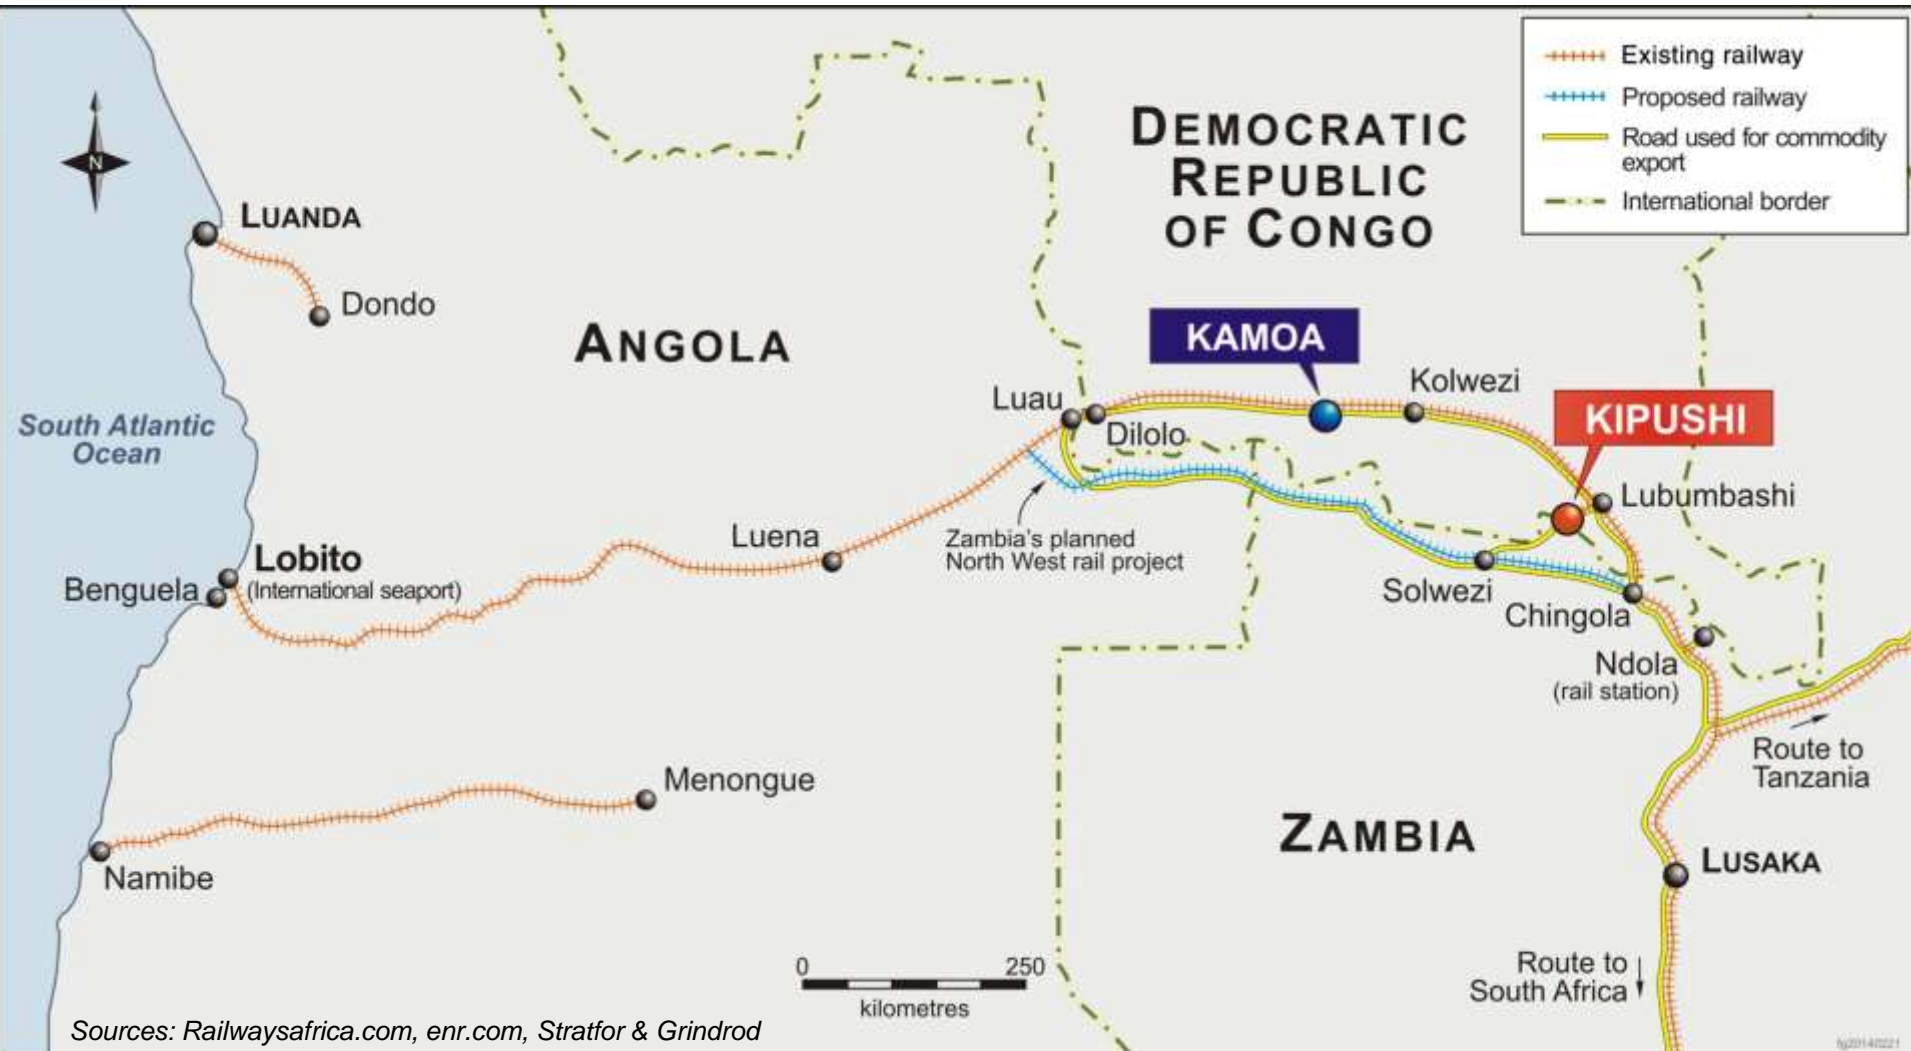 Existing railway
Proposed railway
Road used for commodity
export
International border
DEMOCRATIC
REPUBLIC
OF CONGO
N
LUANDA
Dondo
ANGOLA
KAMOA
Kolwezi
KIPUSHI
Luau
Dilolo
South Atlantic
Ocean
Lubumbashi
Luena
Zambia's planned
North West rail project
Lobito
(International seaport)
Benguela
Solwezi
Chingola
Ndola
(rail station)
Route to
Tanzania
Menongue
Namibe
ZAMBIA
LUSAKA
0 250
kilometres
Route to
South Africa
Sources: Railwaysafrica.com, enr.com, Stratfor & Grindrod
fg20140221